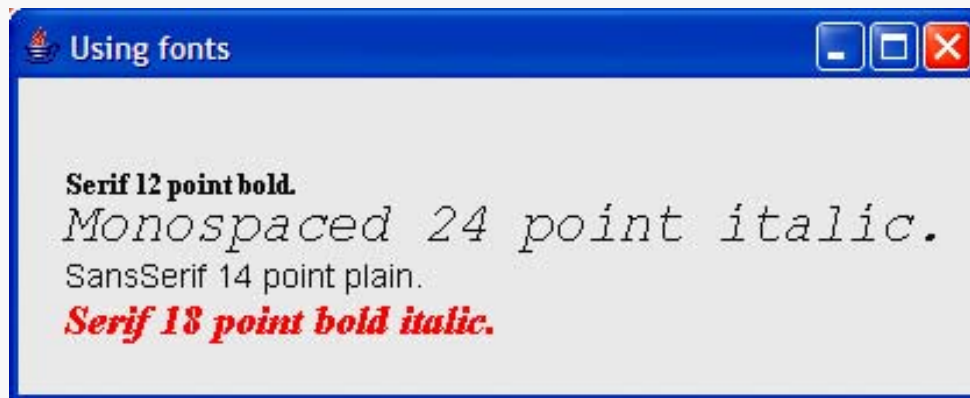 Using fonts
Serif 12 point bold.
Monospaced 24 point italic.
SansSerif 14 point plain.
Serif 18 point bold italic.